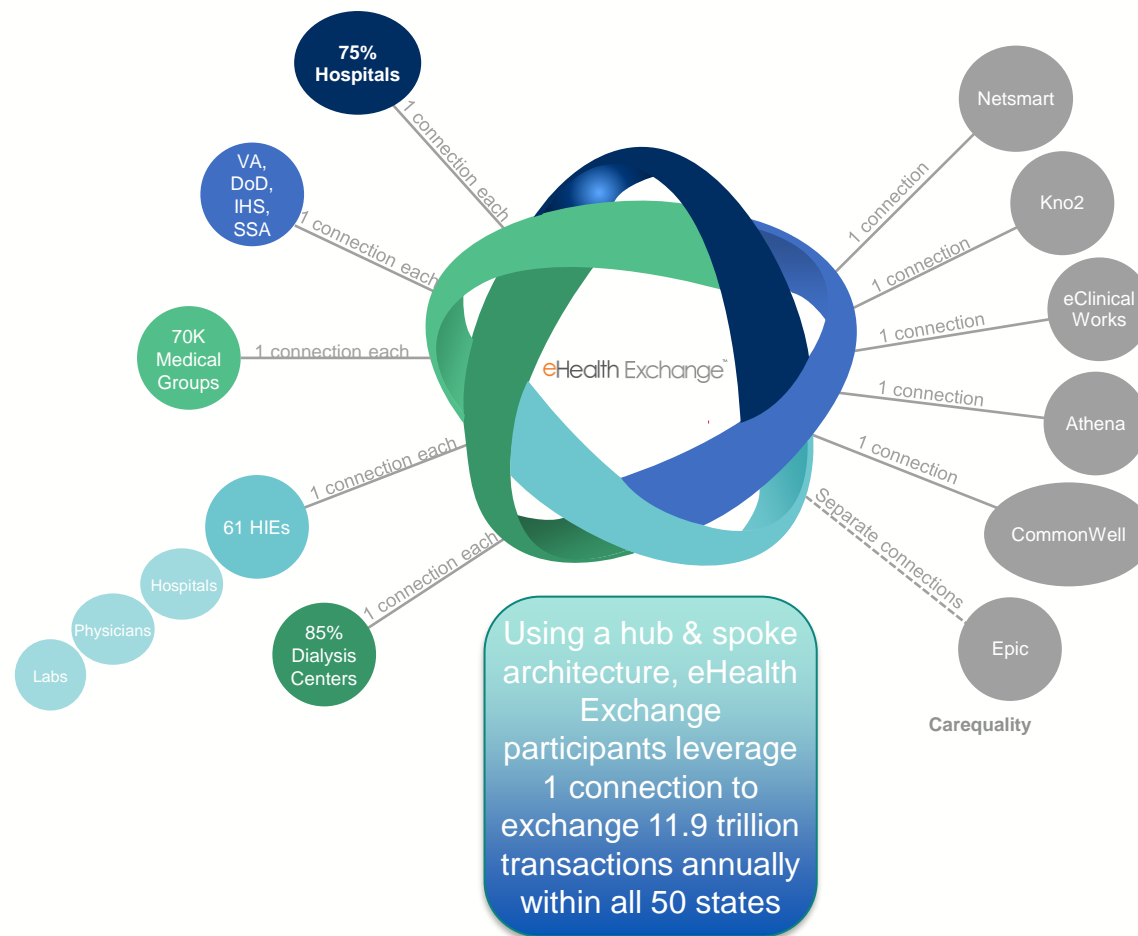 75%
Hospitals
1 connection each
VA,
DoD,
IHS,
SSA
1 connection each
70K
Medical
Groups
1 connection each
61 HIEs
1 connection each
Hospitals
Physicians
Labs
85%
Dialysis
Centers
1 connection each
eHealth Exchange™
Netsmart
1 connection
Kno2
1 connection
eClinical
Works
1 connection
Athena
1 connection
CommonWell
1 connection
Epic
Separate connections
Carequality
Using a hub & spoke
architecture, eHealth
Exchange
participants leverage
1 connection to
exchange 11.9 trillion
transactions annually
within all 50 states